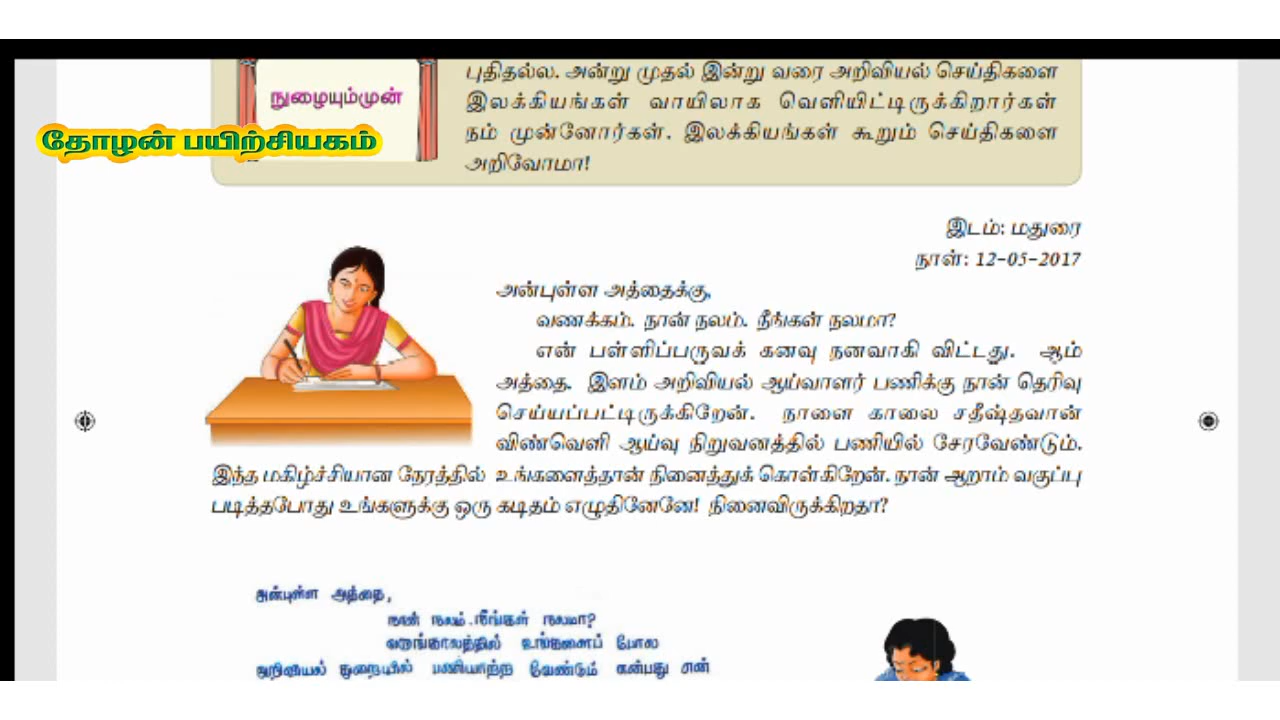 புதிதல்ல. அன்று முதல் இன்று வரை அறிவியல் செய்திகளை
நுழையும்முன்
இலக்கியங்கள் வாயிலாக வெளியிட்டிருக்கிறார்கள்
நம் முன்னோர்கள். இலக்கியங்கள் கூறும் செய்திகளை
தோழன் பயிற்சியகம்
அறிவோமா!
இடம்: மதுரை
நாள்: 12-05-2017
அன்புள்ள அத்தைக்கு,
வணக்கம். நான் நலம். நீங்கள் நலமா?
என் பள்ளிப்பருவக் கனவு நனவாகி விட்டது. ஆம்
அத்தை. இளம் அறிவியல் ஆய்வாளர் பணிக்கு நான் தெரிவு
செய்யப்பட்டிருக்கிறேன். நாளை காலை சதீஷ்தவான்
விண்வெளி ஆய்வு நிறுவனத்தில் பணியில் சேரவேண்டும்.
இந்த மகிழ்ச்சியான நேரத்தில் உங்களைத்தான் நினைத்துக் கொள்கிறேன். நான் ஆறாம் வகுப்பு
படித்தபோது உங்களுக்கு ஒரு கடிதம் எழுதினேனே! நினைவிருக்கிறதா?
அன்புள்ள அத்தை,
நான் நலம். நீங்கள் நலமா?
வருங்காலத்தில் உங்களைப் போல
அறிவியல் துறையில் பணியாற்ற வேண்டும் என்பது என்